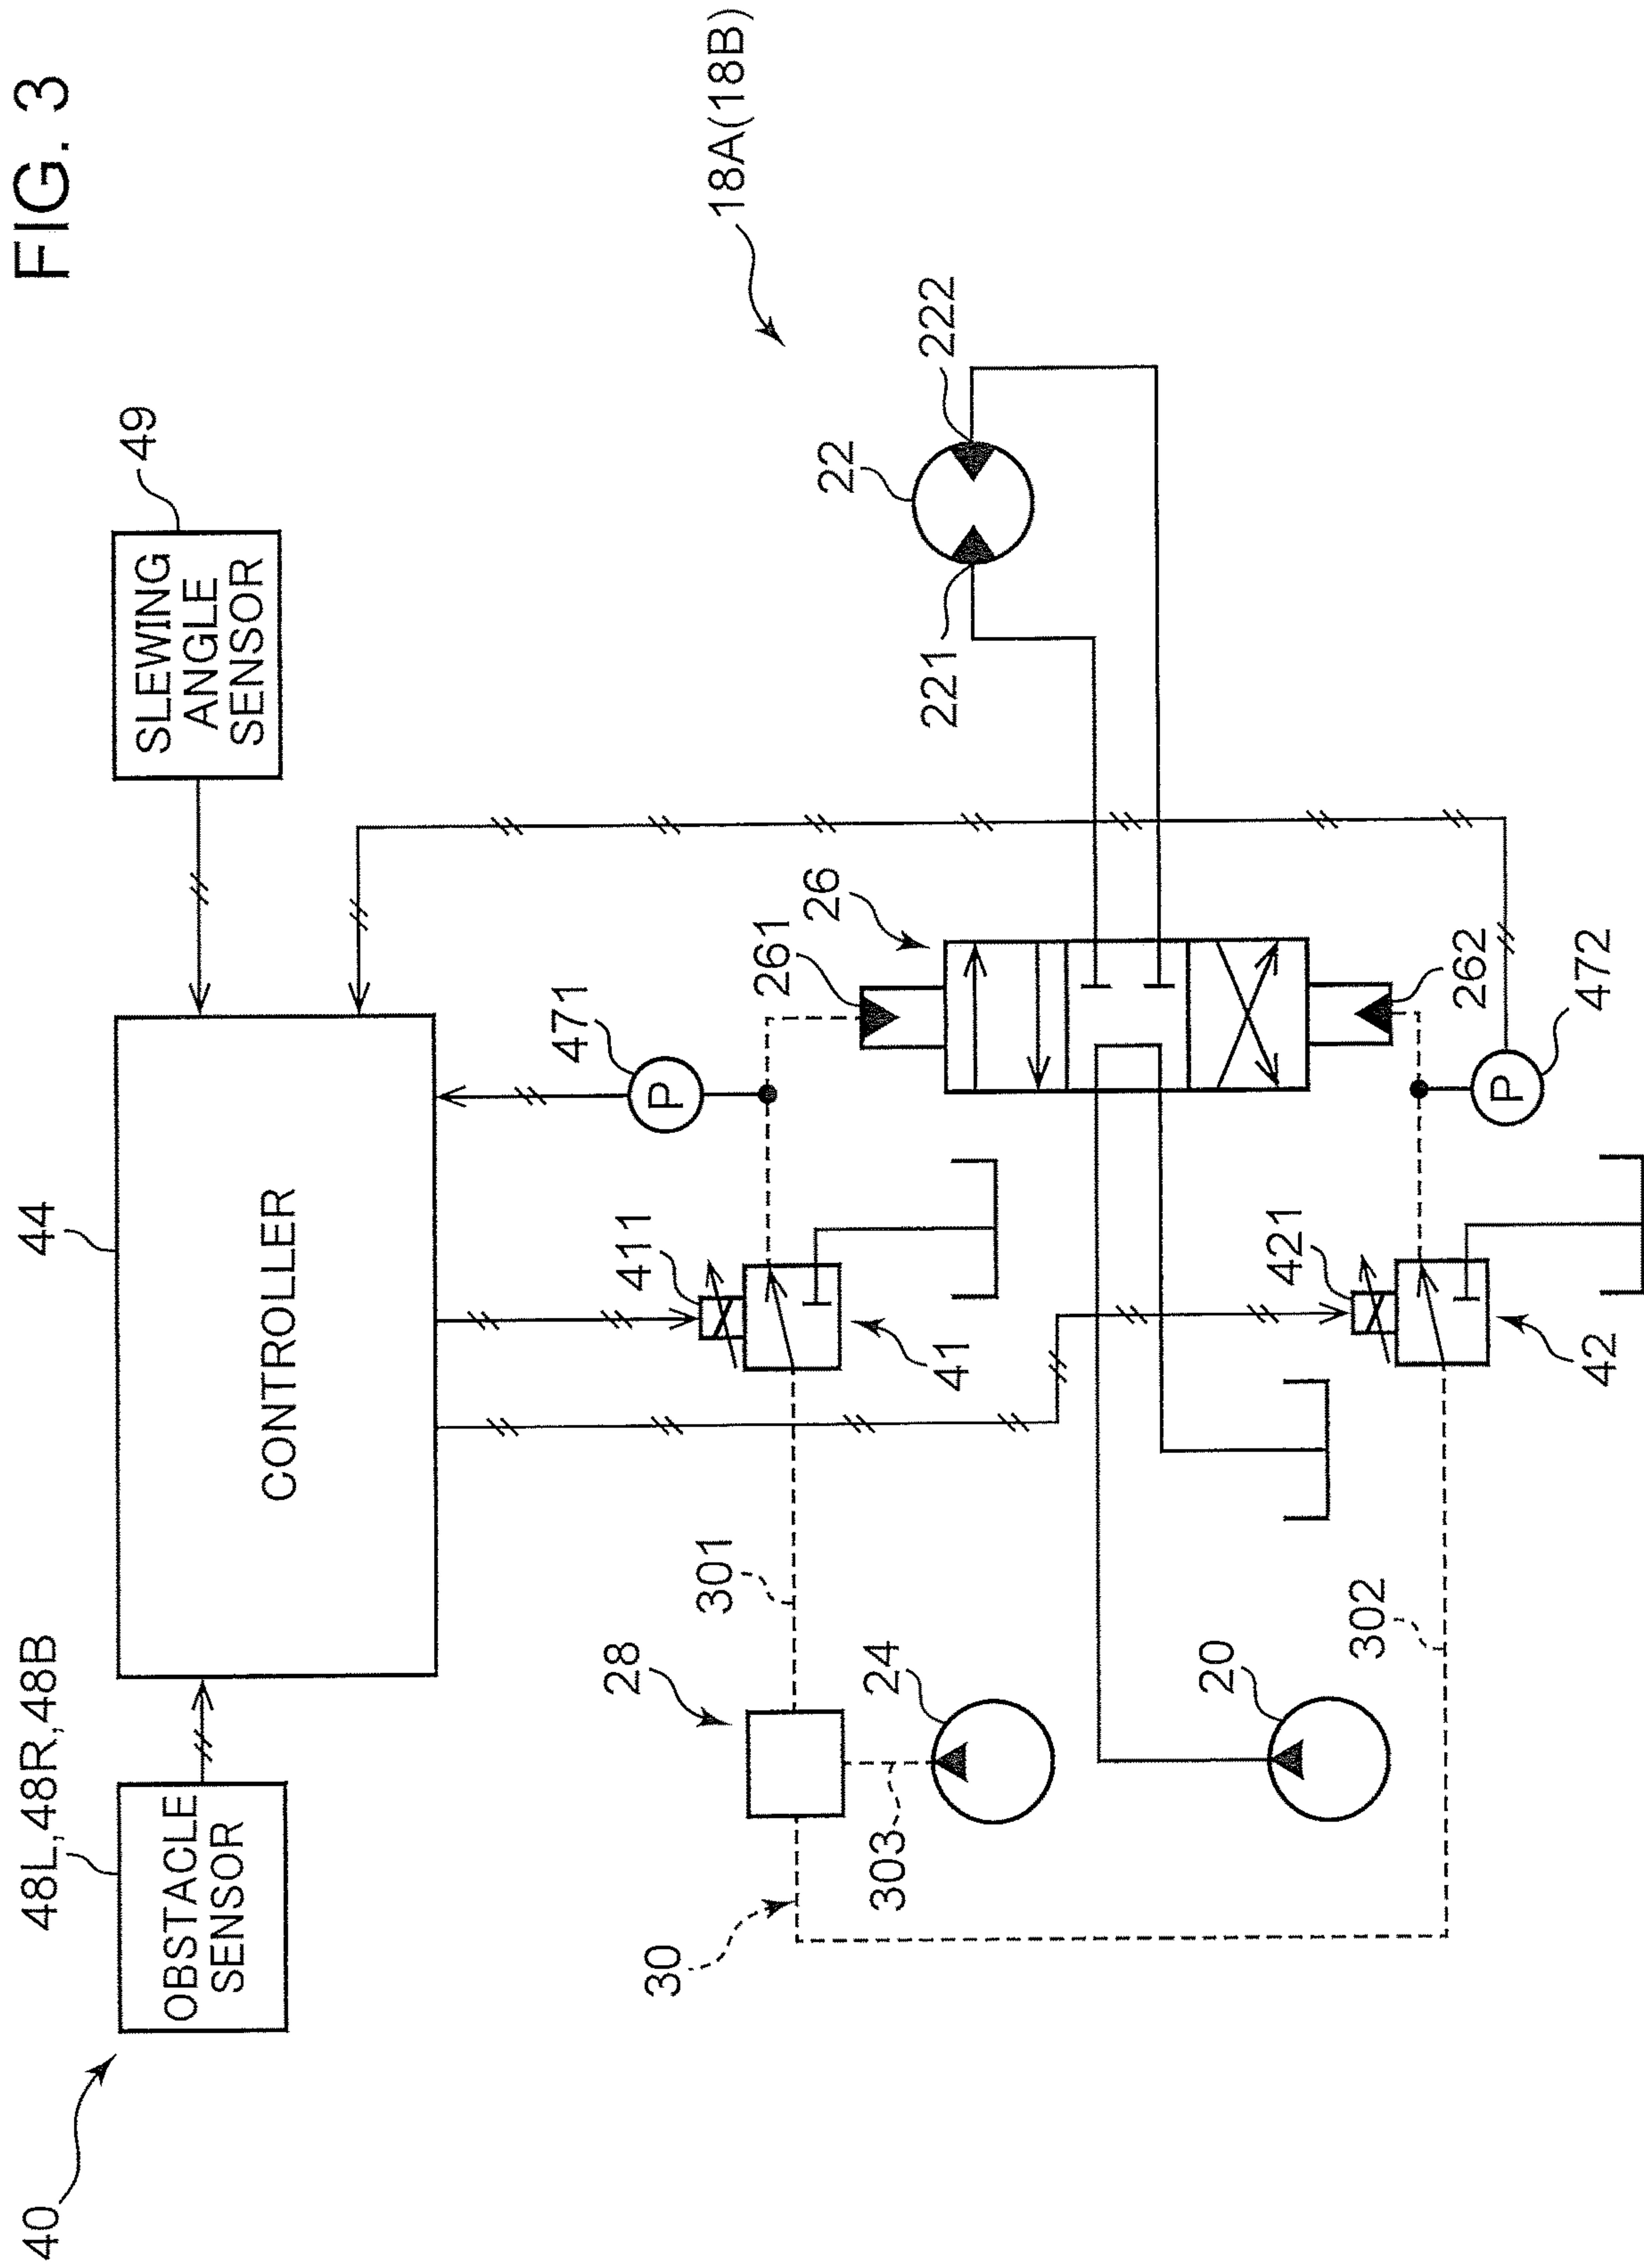 FIG. 3
40
48L,48R,48B
OBSTACLE
SENSOR
44
CONTROLLER
49
SLEWING
ANGLE
SENSOR
18A(18B)
30
28
301
303
24
411
41
471
P
261
26
22
221
222
20
302
421
42
262
472
P